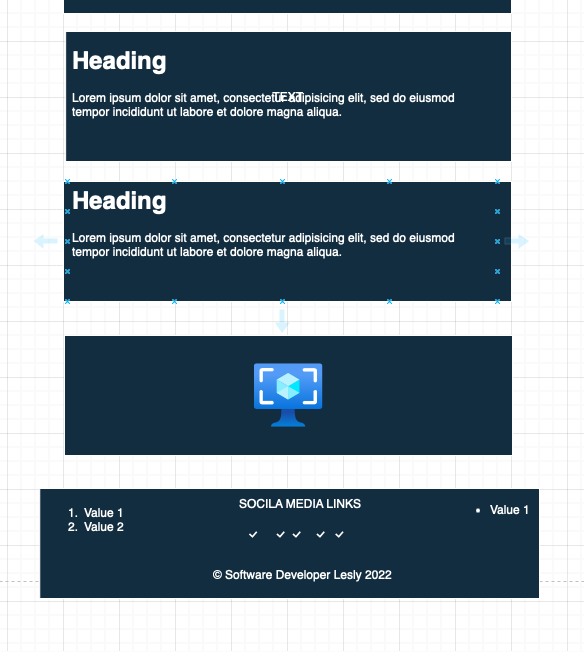 Heading
Lorem ipsum dolor sit amet, consectetur adipisicing elit, sed do eiusmod
tempor incididunt ut labore et dolore magna aliqua.
TEXT
Heading
Lorem ipsum dolor sit amet, consectetur adipisicing elit, sed do eiusmod
tempor incididunt ut labore et dolore magna aliqua.
SOCILA MEDIA LINKS
1. Value 1
2. Value 2
• Value 1
© Software Developer Lesly 2022